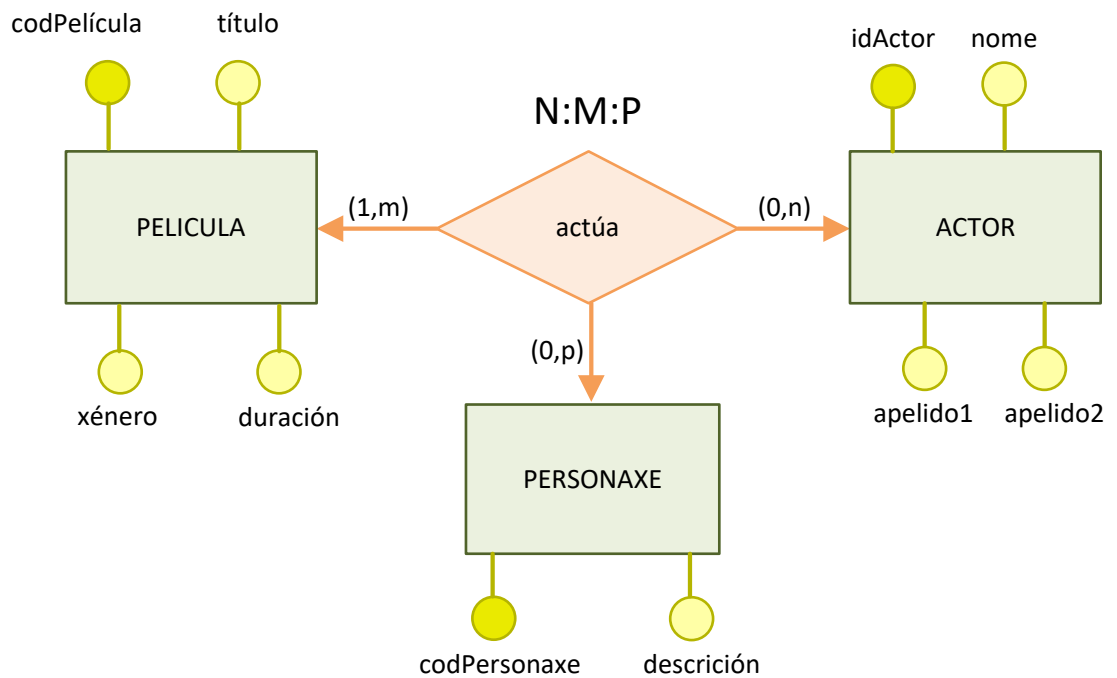 codPelícula
título
idActor
nome
N:M:P
PELICULA
(1,m)
actúa
(0,n)
ACTOR
(0,p)
xénero
duración
apelido1
apelido2
PERSONAXE
codPersonaxe
descrición